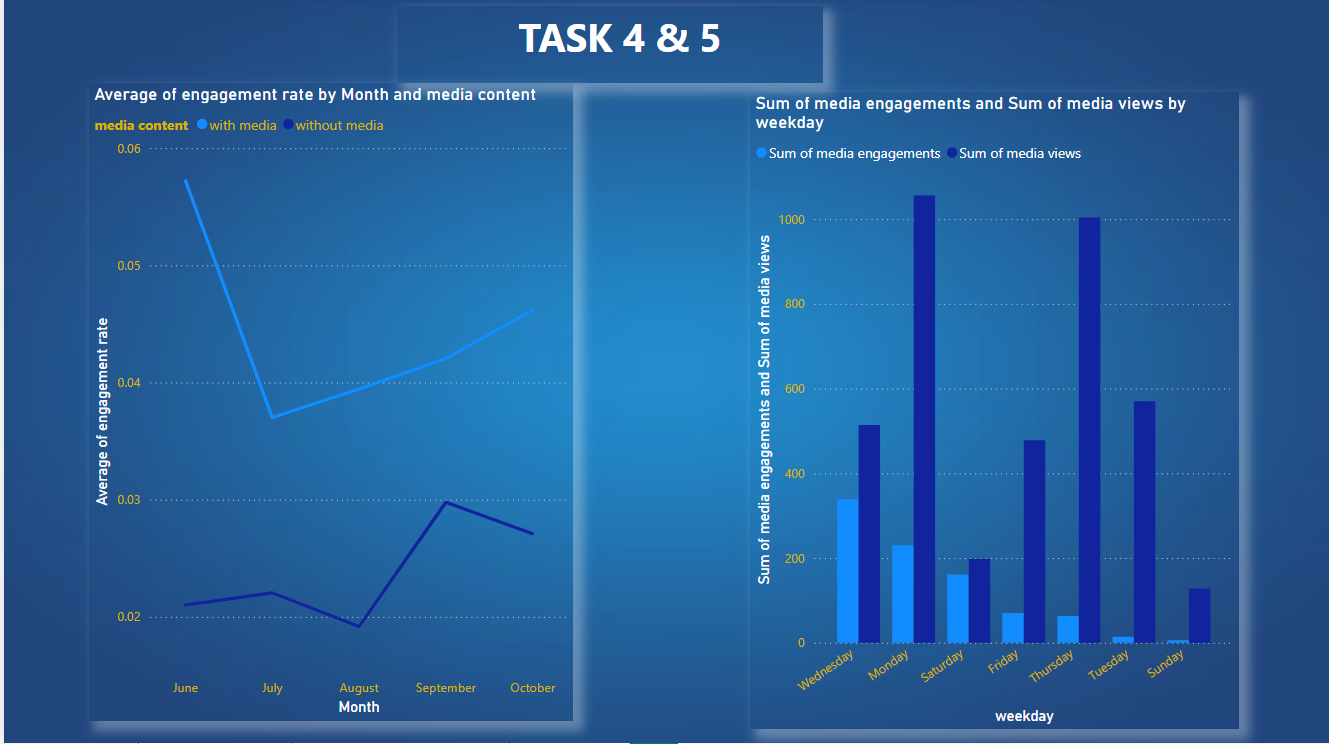 TASK 4 & 5
Average of engagement rate by Month and media content
media content with media without media
0.06
0.05
0.04
0.03
0.02
Average of engagement rate
June July August September October
Month
Sum of media engagements and Sum of media views by
weekday
Sum of media engagements Sum of media views
1000
800
600
400
200
0
Sum of media engagements and Sum of media views
Wednesday Monday Saturday Friday Thursday Tuesday Sunday
weekday